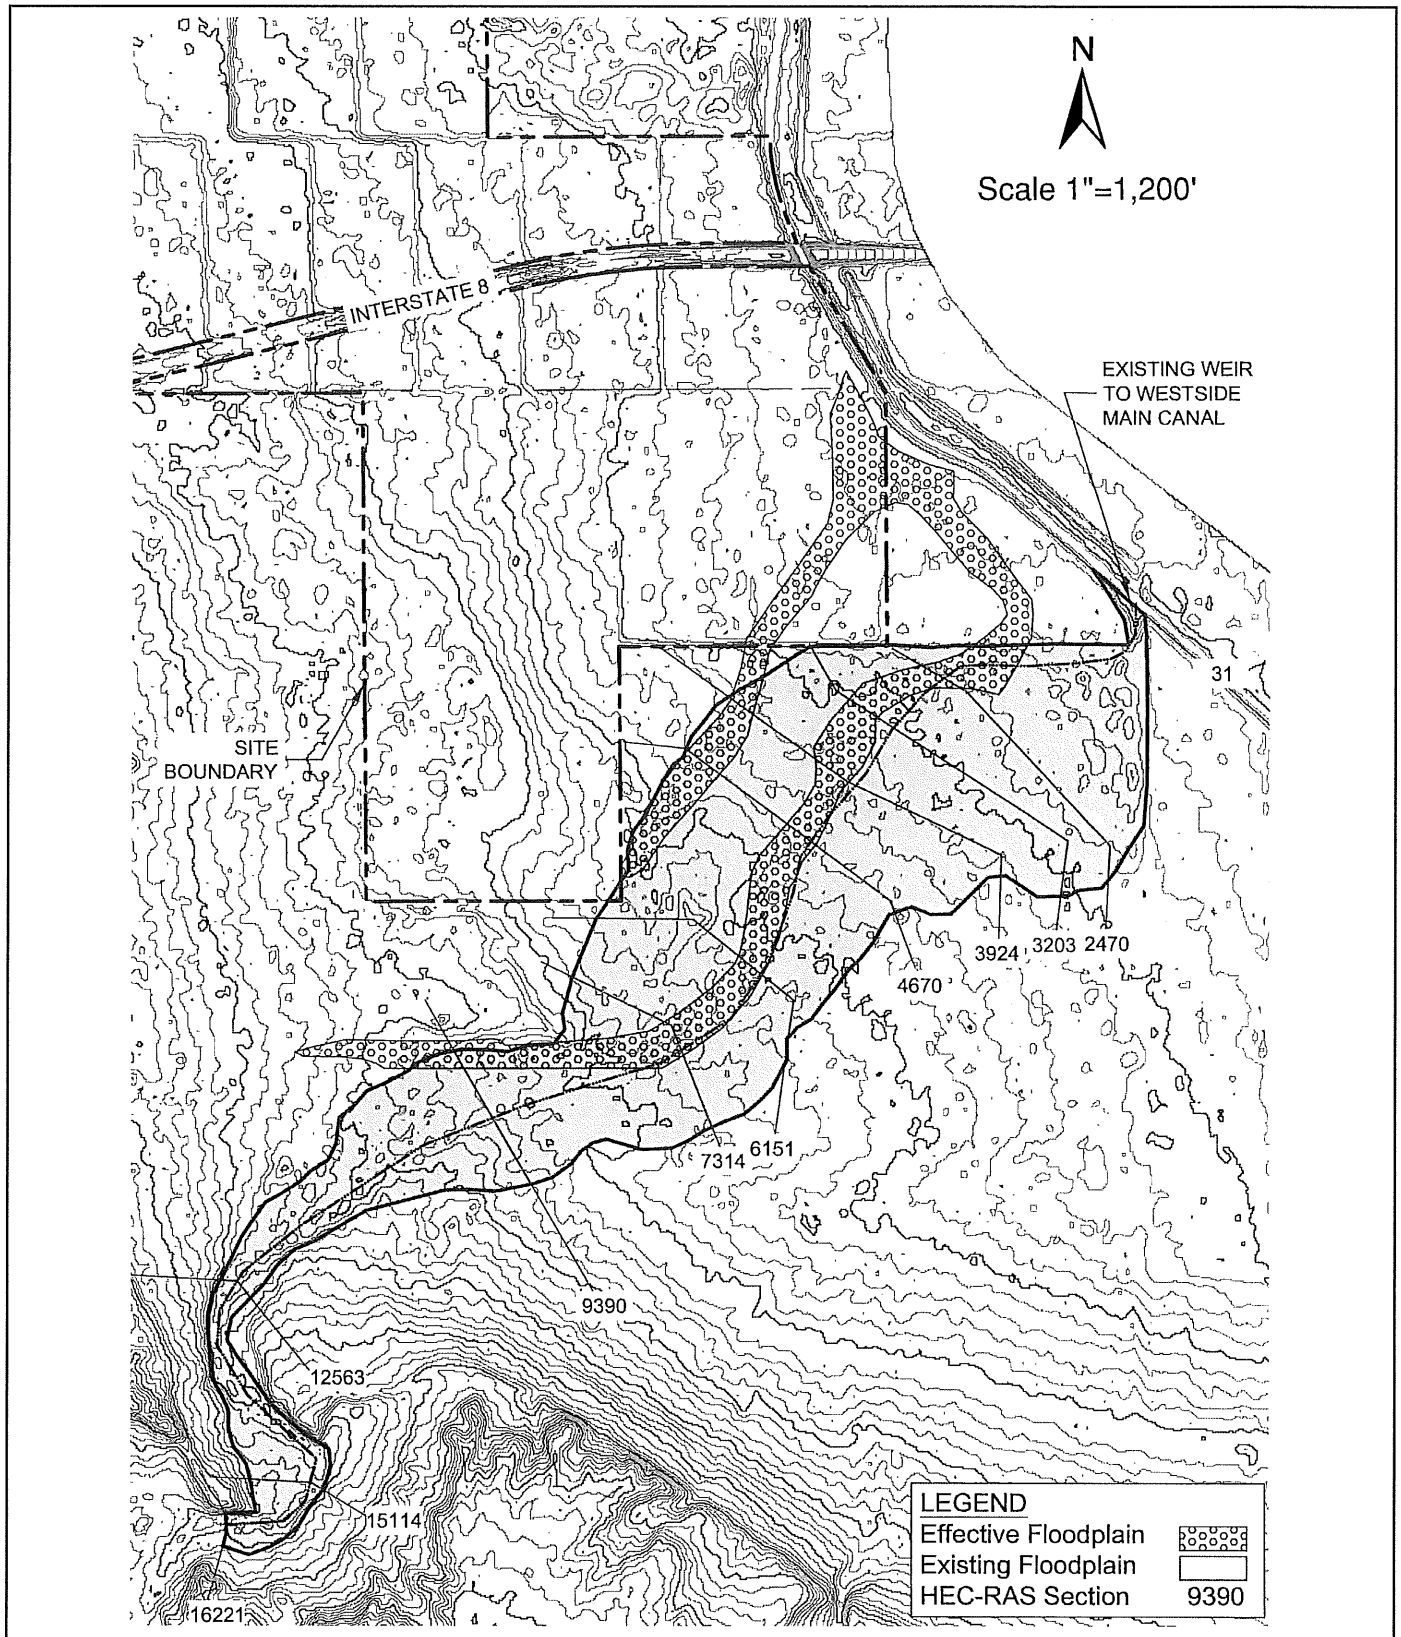 N
Scale 1"=1,200'
INTERSTATE 8
EXISTING WEIR
TO WESTSIDE
MAIN CANAL
31
SITE
BOUNDARY
3924
3203
2470
4670
6151
7314
9390
12563
15114
16221
LEGEND
Effective Floodplain
Existing Floodplain
HEC-RAS Section 9390